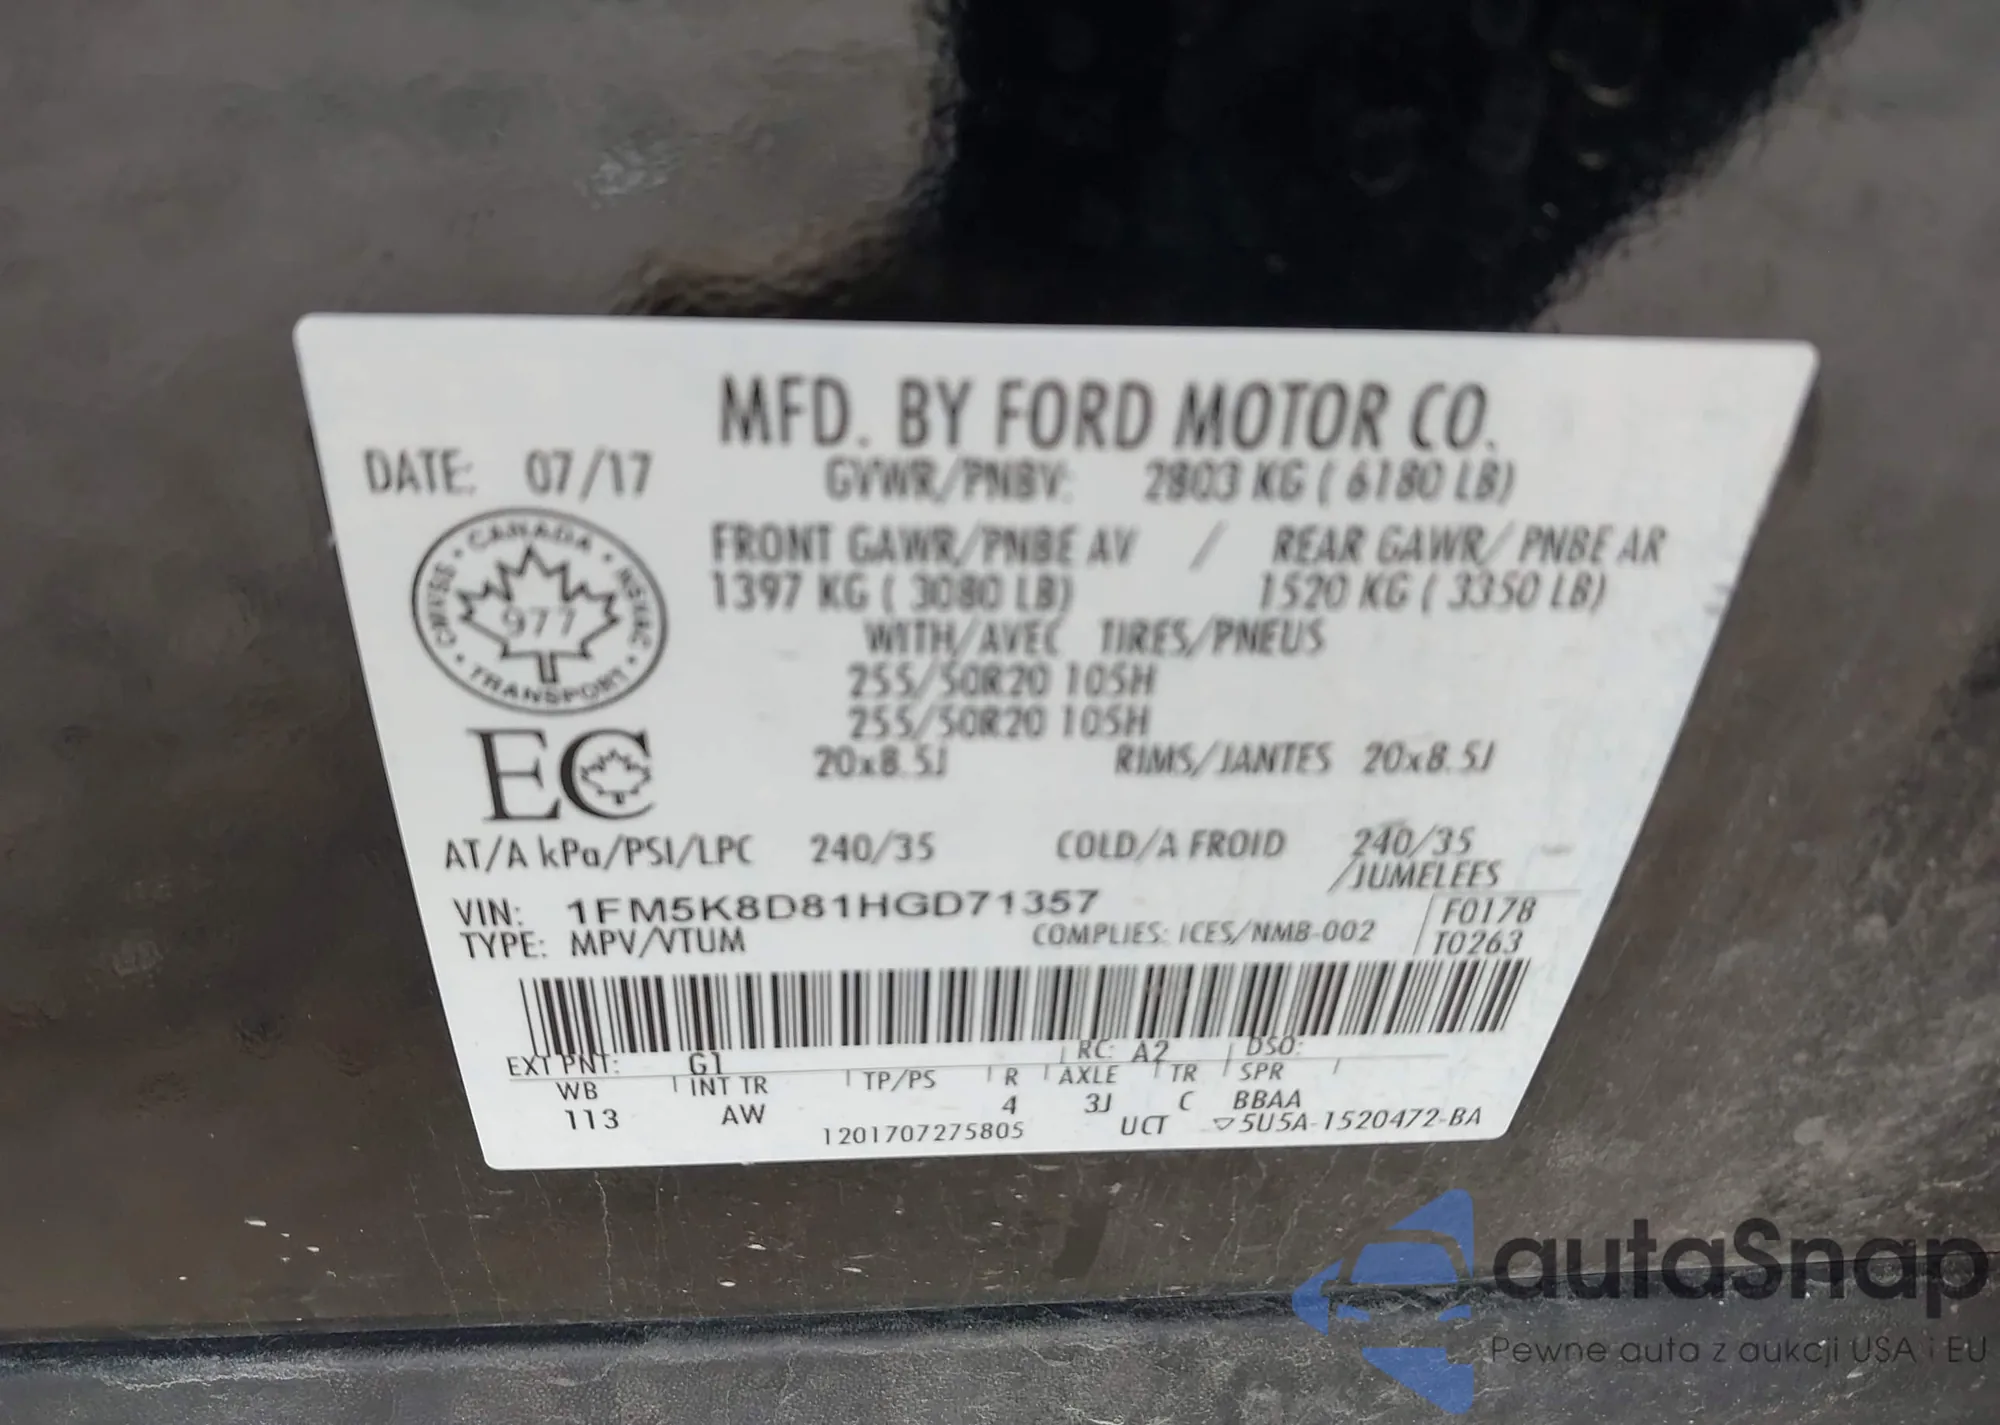 MFD. BY FORD MOTOR CO.
DATE: 07/17 GVWR/PNBV: 2803 KG ( 6180 LB)
FRONT GAWR/PNBE AV / REAR GAWR/ PNBE AR
1397 KG ( 3080 LB) 1520 KG ( 3350 LB)
CANADA
CMVSS • NSVAC
977
TRANSPORT
WITH/AVEC TIRES/PNEUS
255/50R20 105H
255/50R20 105H
EC
20x8.5J RIMS/JANTES 20x8.5J
AT/A kPa/PSI/LPC 240/35 COLD/A FROID 240/35
/JUMELEES
VIN: 1FM5K8D81HGD71357 F0178
TYPE: MPV/VTUM COMPLIES: ICES/NMB-002 T0263
EXT PNT: G1 RC: A2 DSO:
WB INT TR TP/PS R AXLE TR SPR
113 AW 4 3J C BBAA
1201707275805 UCT ▽5U5A-1520472-BA
autaSnap
Pewne auta z aukcji USA i EU